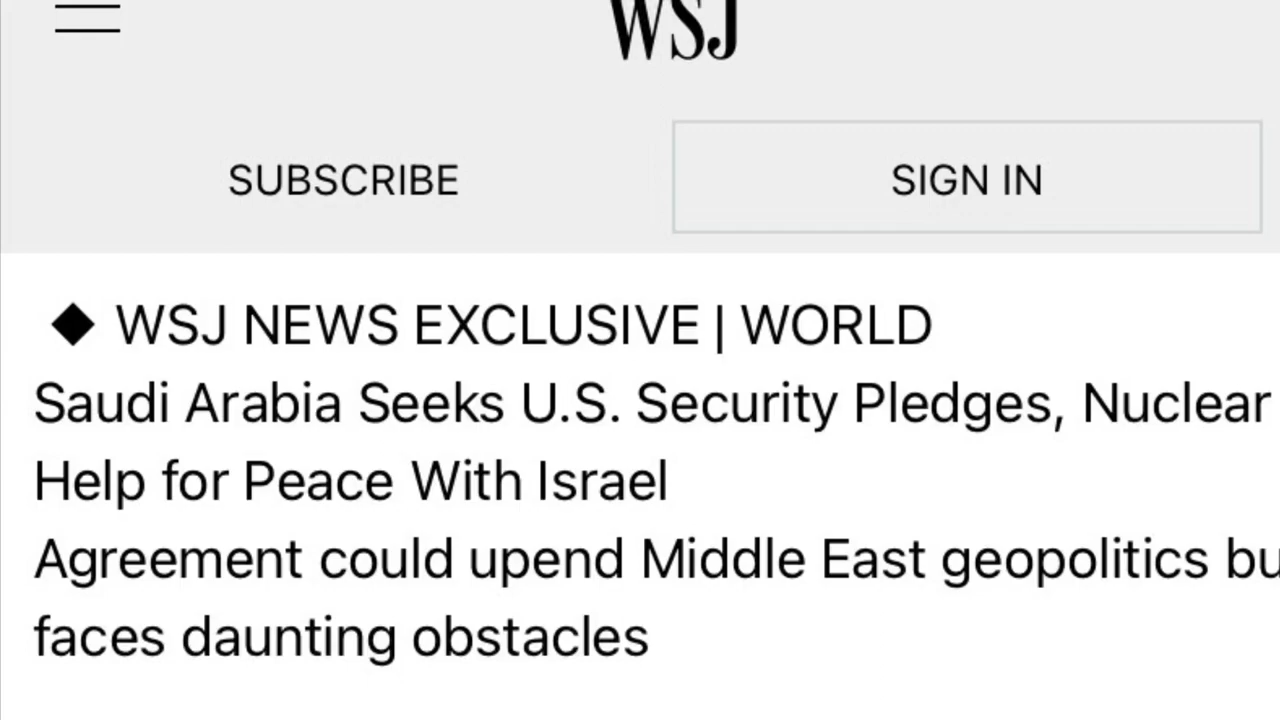 WSJ
SUBSCRIBE
SIGN IN
◆ WSJ NEWS EXCLUSIVE | WORLD
Saudi Arabia Seeks U.S. Security Pledges, Nuclear
Help for Peace With Israel
Agreement could upend Middle East geopolitics
faces daunting obstacles